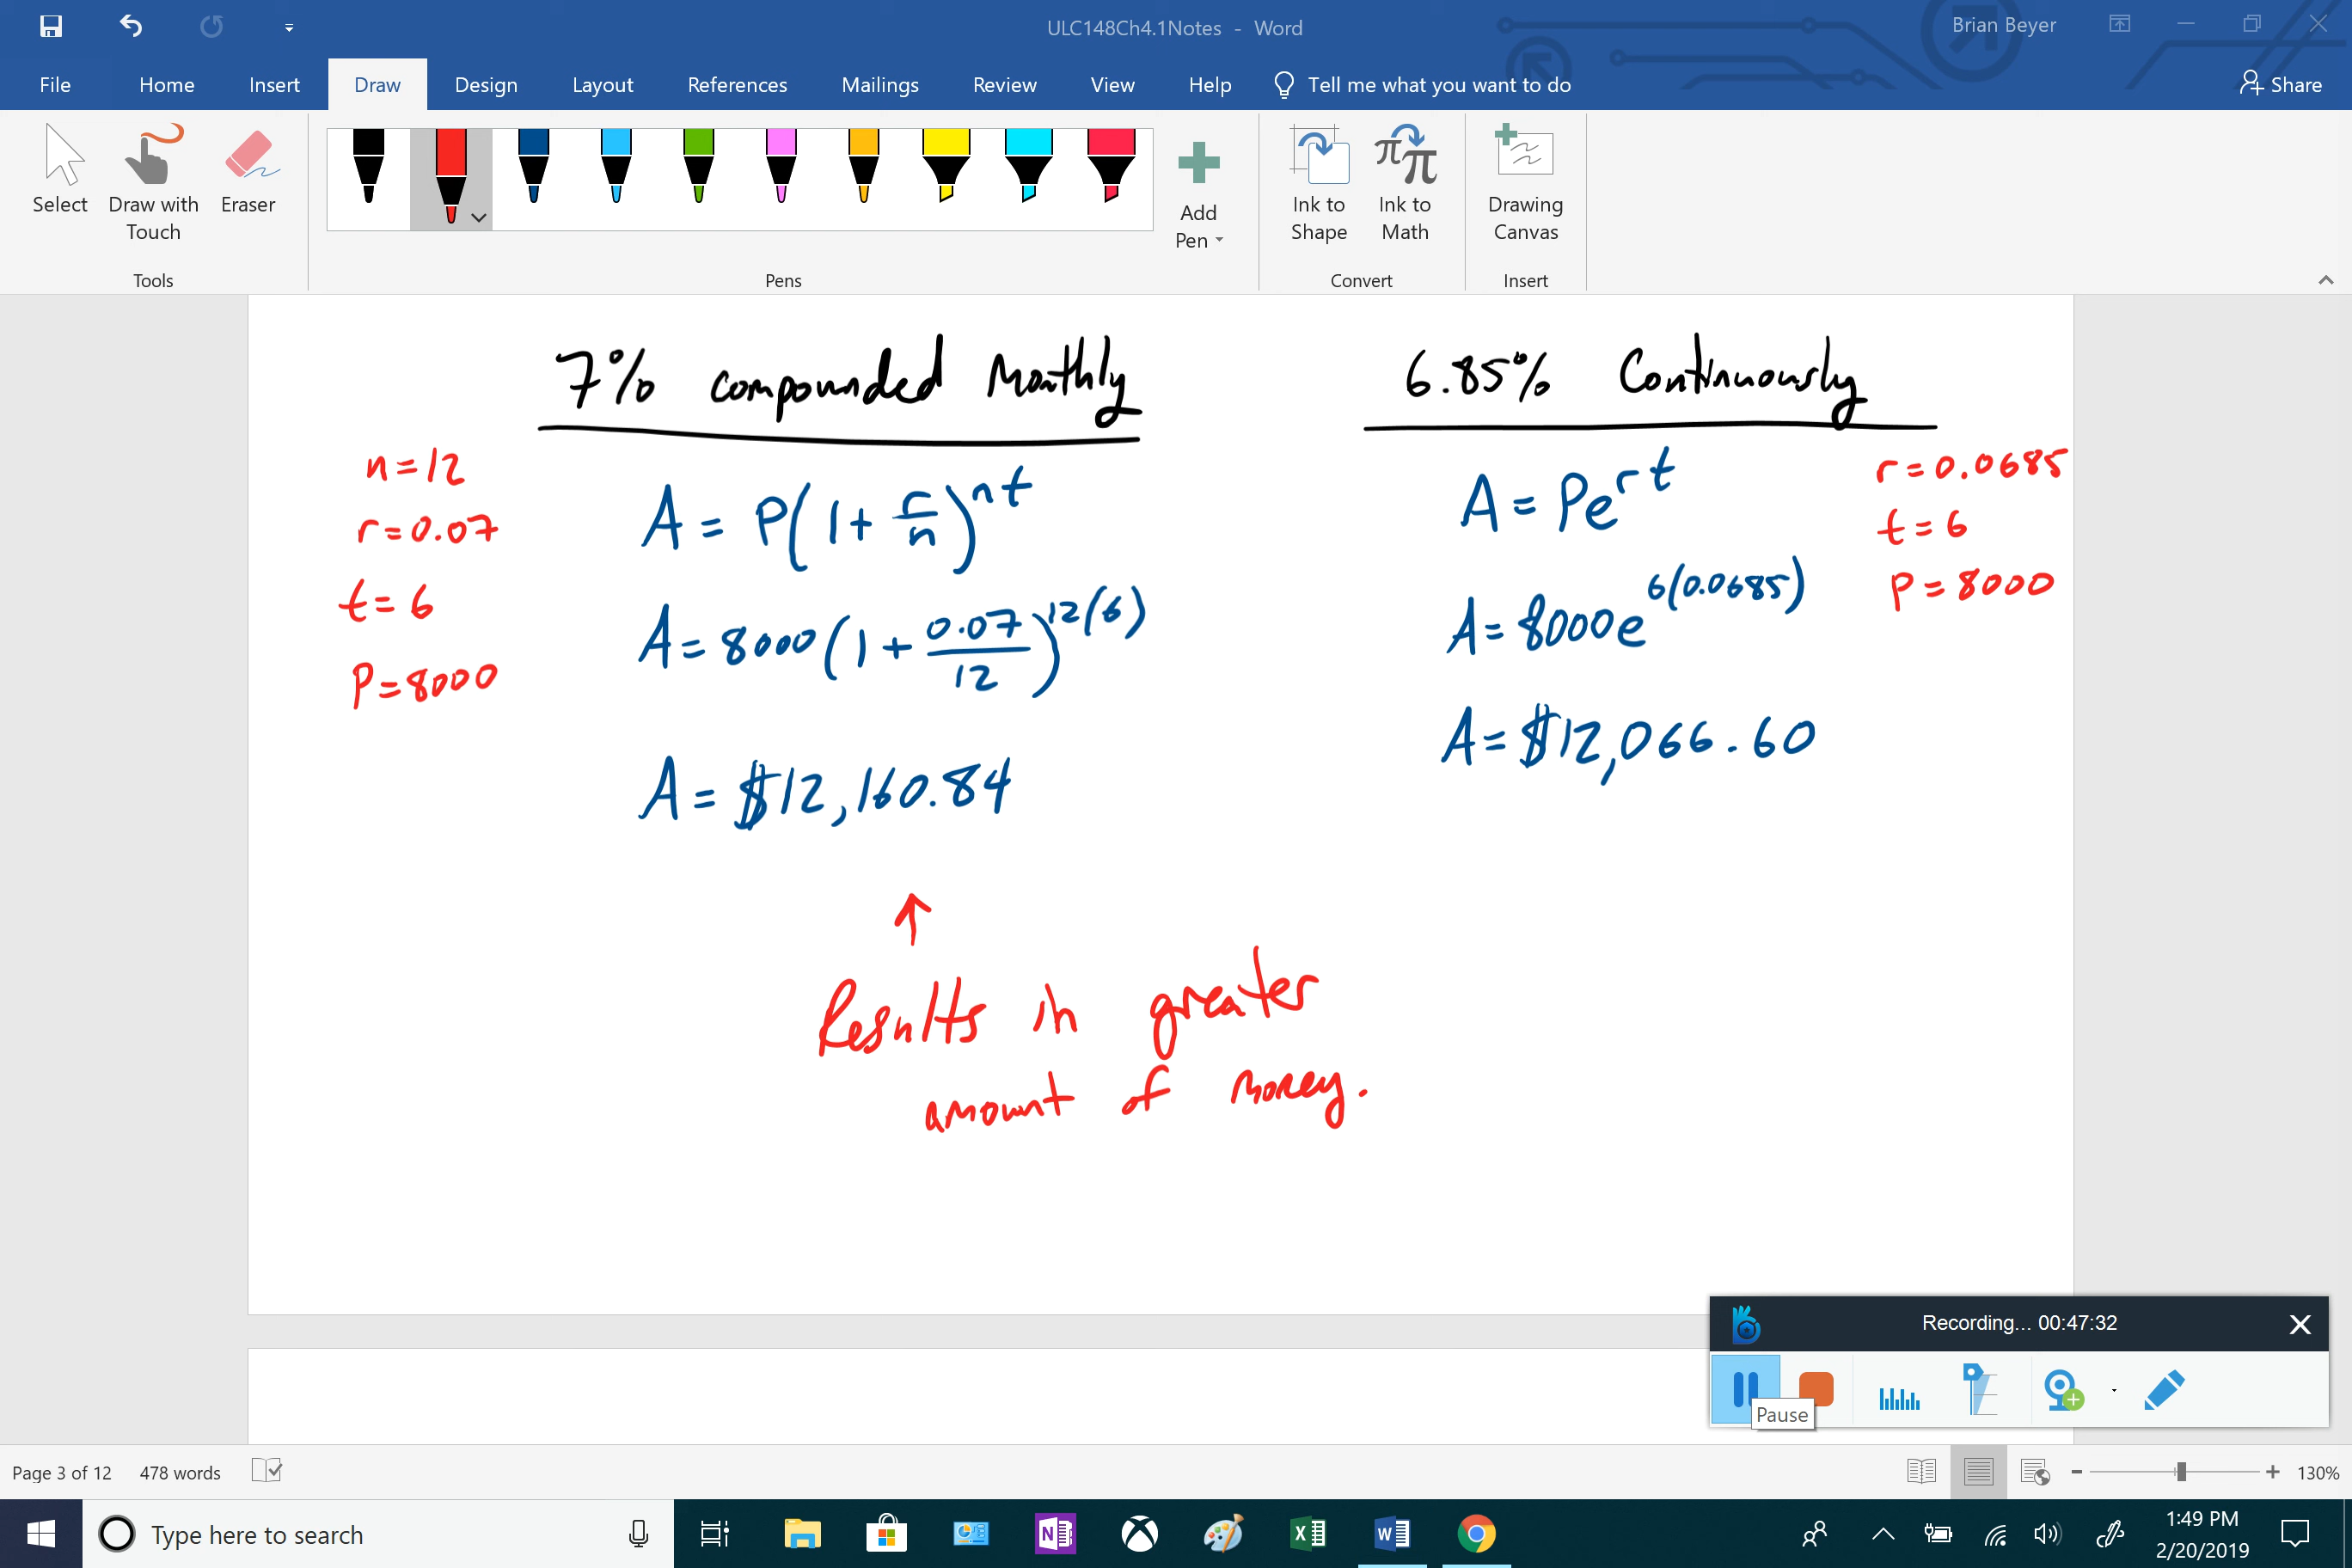 ULC148Ch4.1Notes - Word
Brian Beyer
File Home Insert Draw Design Layout References Mailings Review View Help Tell me what you want to do Share
Select Draw with Touch Eraser
Add Pen
Ink to Shape Ink to Math
Drawing Canvas
Tools Pens Convert Insert
7% compounded Monthly
n = 12
r = 0.07
t = 6
P = 8000
A = P(1 + r/n)^nt
A = 8000(1 + 0.07/12)^12(6)
A = $12,160.84
6.85% Continuously
A = Pe^rt
r = 0.0685
t = 6
P = 8000
A = 8000e^6(0.0685)
A = $12,066.60
↑
Results in greater
amount of money.
Recording... 00:47:32
Pause
Page 3 of 12 478 words
130%
Type here to search
1:49 PM
2/20/2019